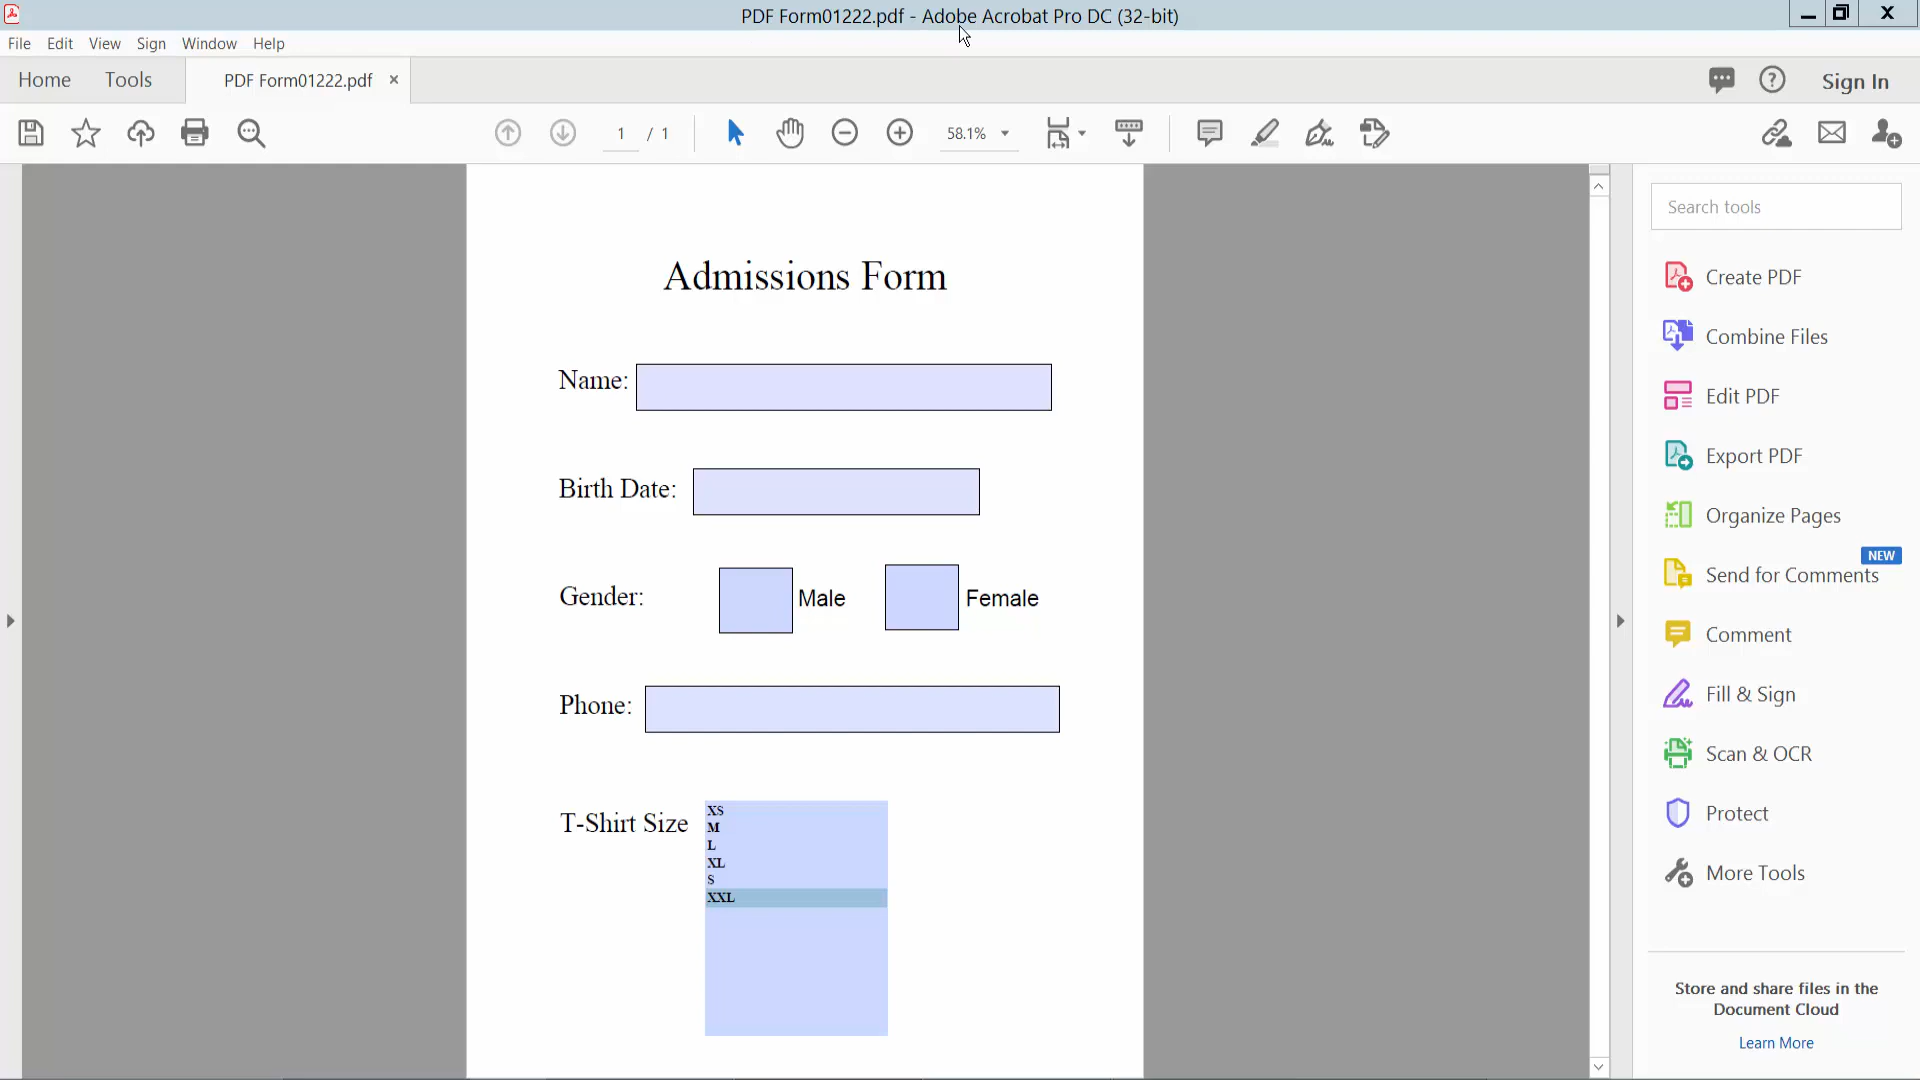 PDF Form01222.pdf - Adobe Acrobat Pro DC (32-bit)
File Edit View Sign Window Help
Home Tools PDF Form01222.pdf × Sign In
1 / 1 58.1%
Search tools
Admissions Form
Name:
Birth Date:
Gender: Male Female
Phone:
T-Shirt Size
XS
M
L
XL
S
XXL
Create PDF
Combine Files
Edit PDF
Export PDF
Organize Pages
NEW
Send for Comments
Comment
Fill & Sign
Scan & OCR
Protect
More Tools
Store and share files in the
Document Cloud
Learn More